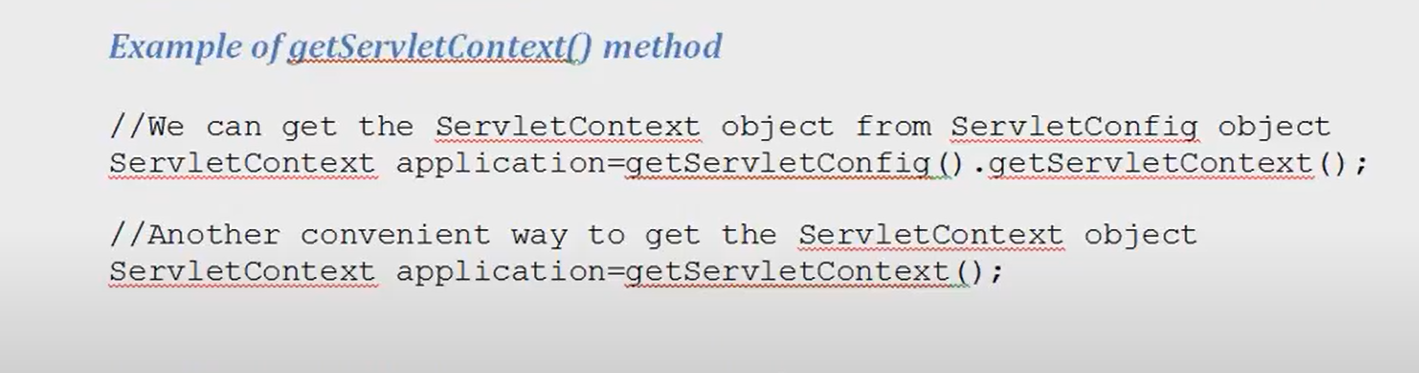 Example of getServletContext() method
//We can get the ServletContext object from ServletConfig object
ServletContext application=getServletConfig().getServletContext();
//Another convenient way to get the ServletContext object
ServletContext application=getServletContext();